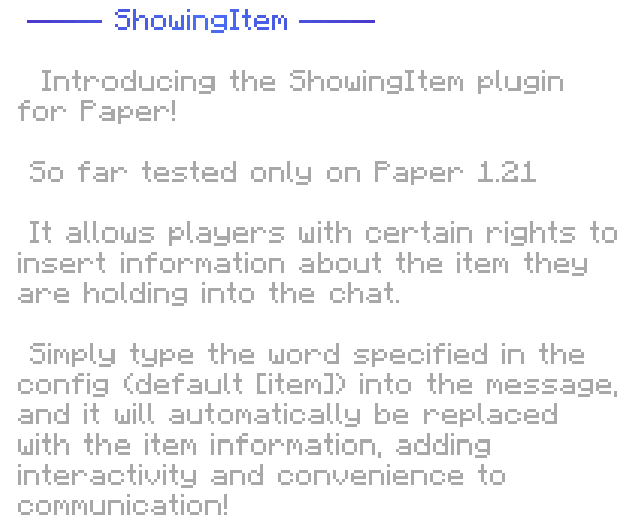 ShowingItem
Introducing the ShowingItem plugin
for Paper!
So far tested only on Paper 1.21
It allows players with certain rights to
insert information about the item they
are holding into the chat.
Simply type the word specified in the
config (default [item]) into the message,
and it will automatically be replaced
with the item information, adding
interactivity and convenience to
communication!